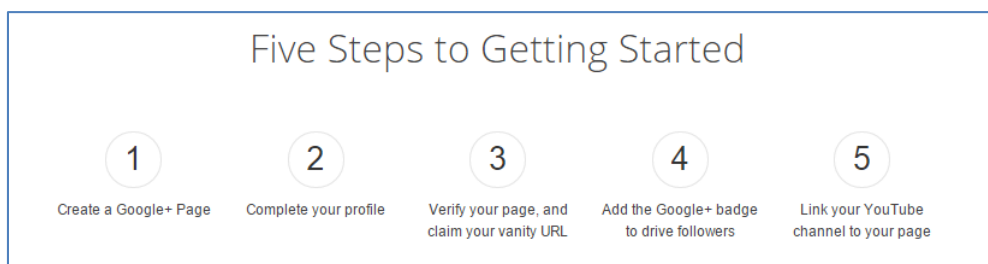 Five Steps to Getting Started
1
Create a Google+ Page
2
Complete your profile
3
Verify your page, and
claim your vanity URL
4
Add the Google+ badge
to drive followers
5
Link your YouTube
channel to your page